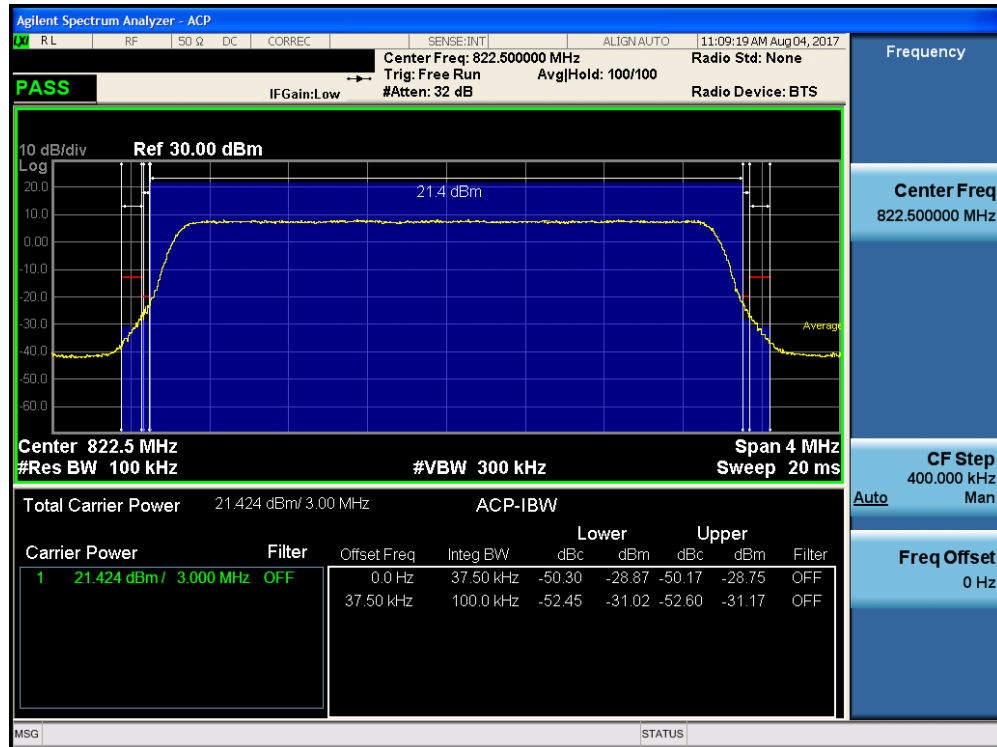 Agilent Spectrum Analyzer - ACP
LXI RL RF 50 Ω DC CORREC SENSE:INT ALIGN AUTO 11:09:19 AM Aug 04, 2017
Center Freq: 822.500000 MHz Radio Std: None
Trig: Free Run Avg|Hold: 100/100
PASS IFGain:Low #Atten: 32 dB Radio Device: BTS
10 dB/div Ref 30.00 dBm
Log
20.0
21.4 dBm
10.0
0.00
-10.0
-20.0
-30.0
Average
-40.0
-50.0
-60.0
Center 822.5 MHz Span 4 MHz
#Res BW 100 kHz #VBW 300 kHz Sweep 20 ms
Total Carrier Power 21.424 dBm/ 3.00 MHz ACP-IBW
Lower Upper
Carrier Power Filter Offset Freq Integ BW dBc dBm dBc dBm Filter
1 21.424 dBm / 3.000 MHz OFF 0.0 Hz 37.50 kHz -50.30 -28.87 -50.17 -28.75 OFF
37.50 kHz 100.0 kHz -52.45 -31.02 -52.60 -31.17 OFF
MSG STATUS
Frequency
Center Freq
822.500000 MHz
CF Step
400.000 kHz
Auto Man
Freq Offset
0 Hz